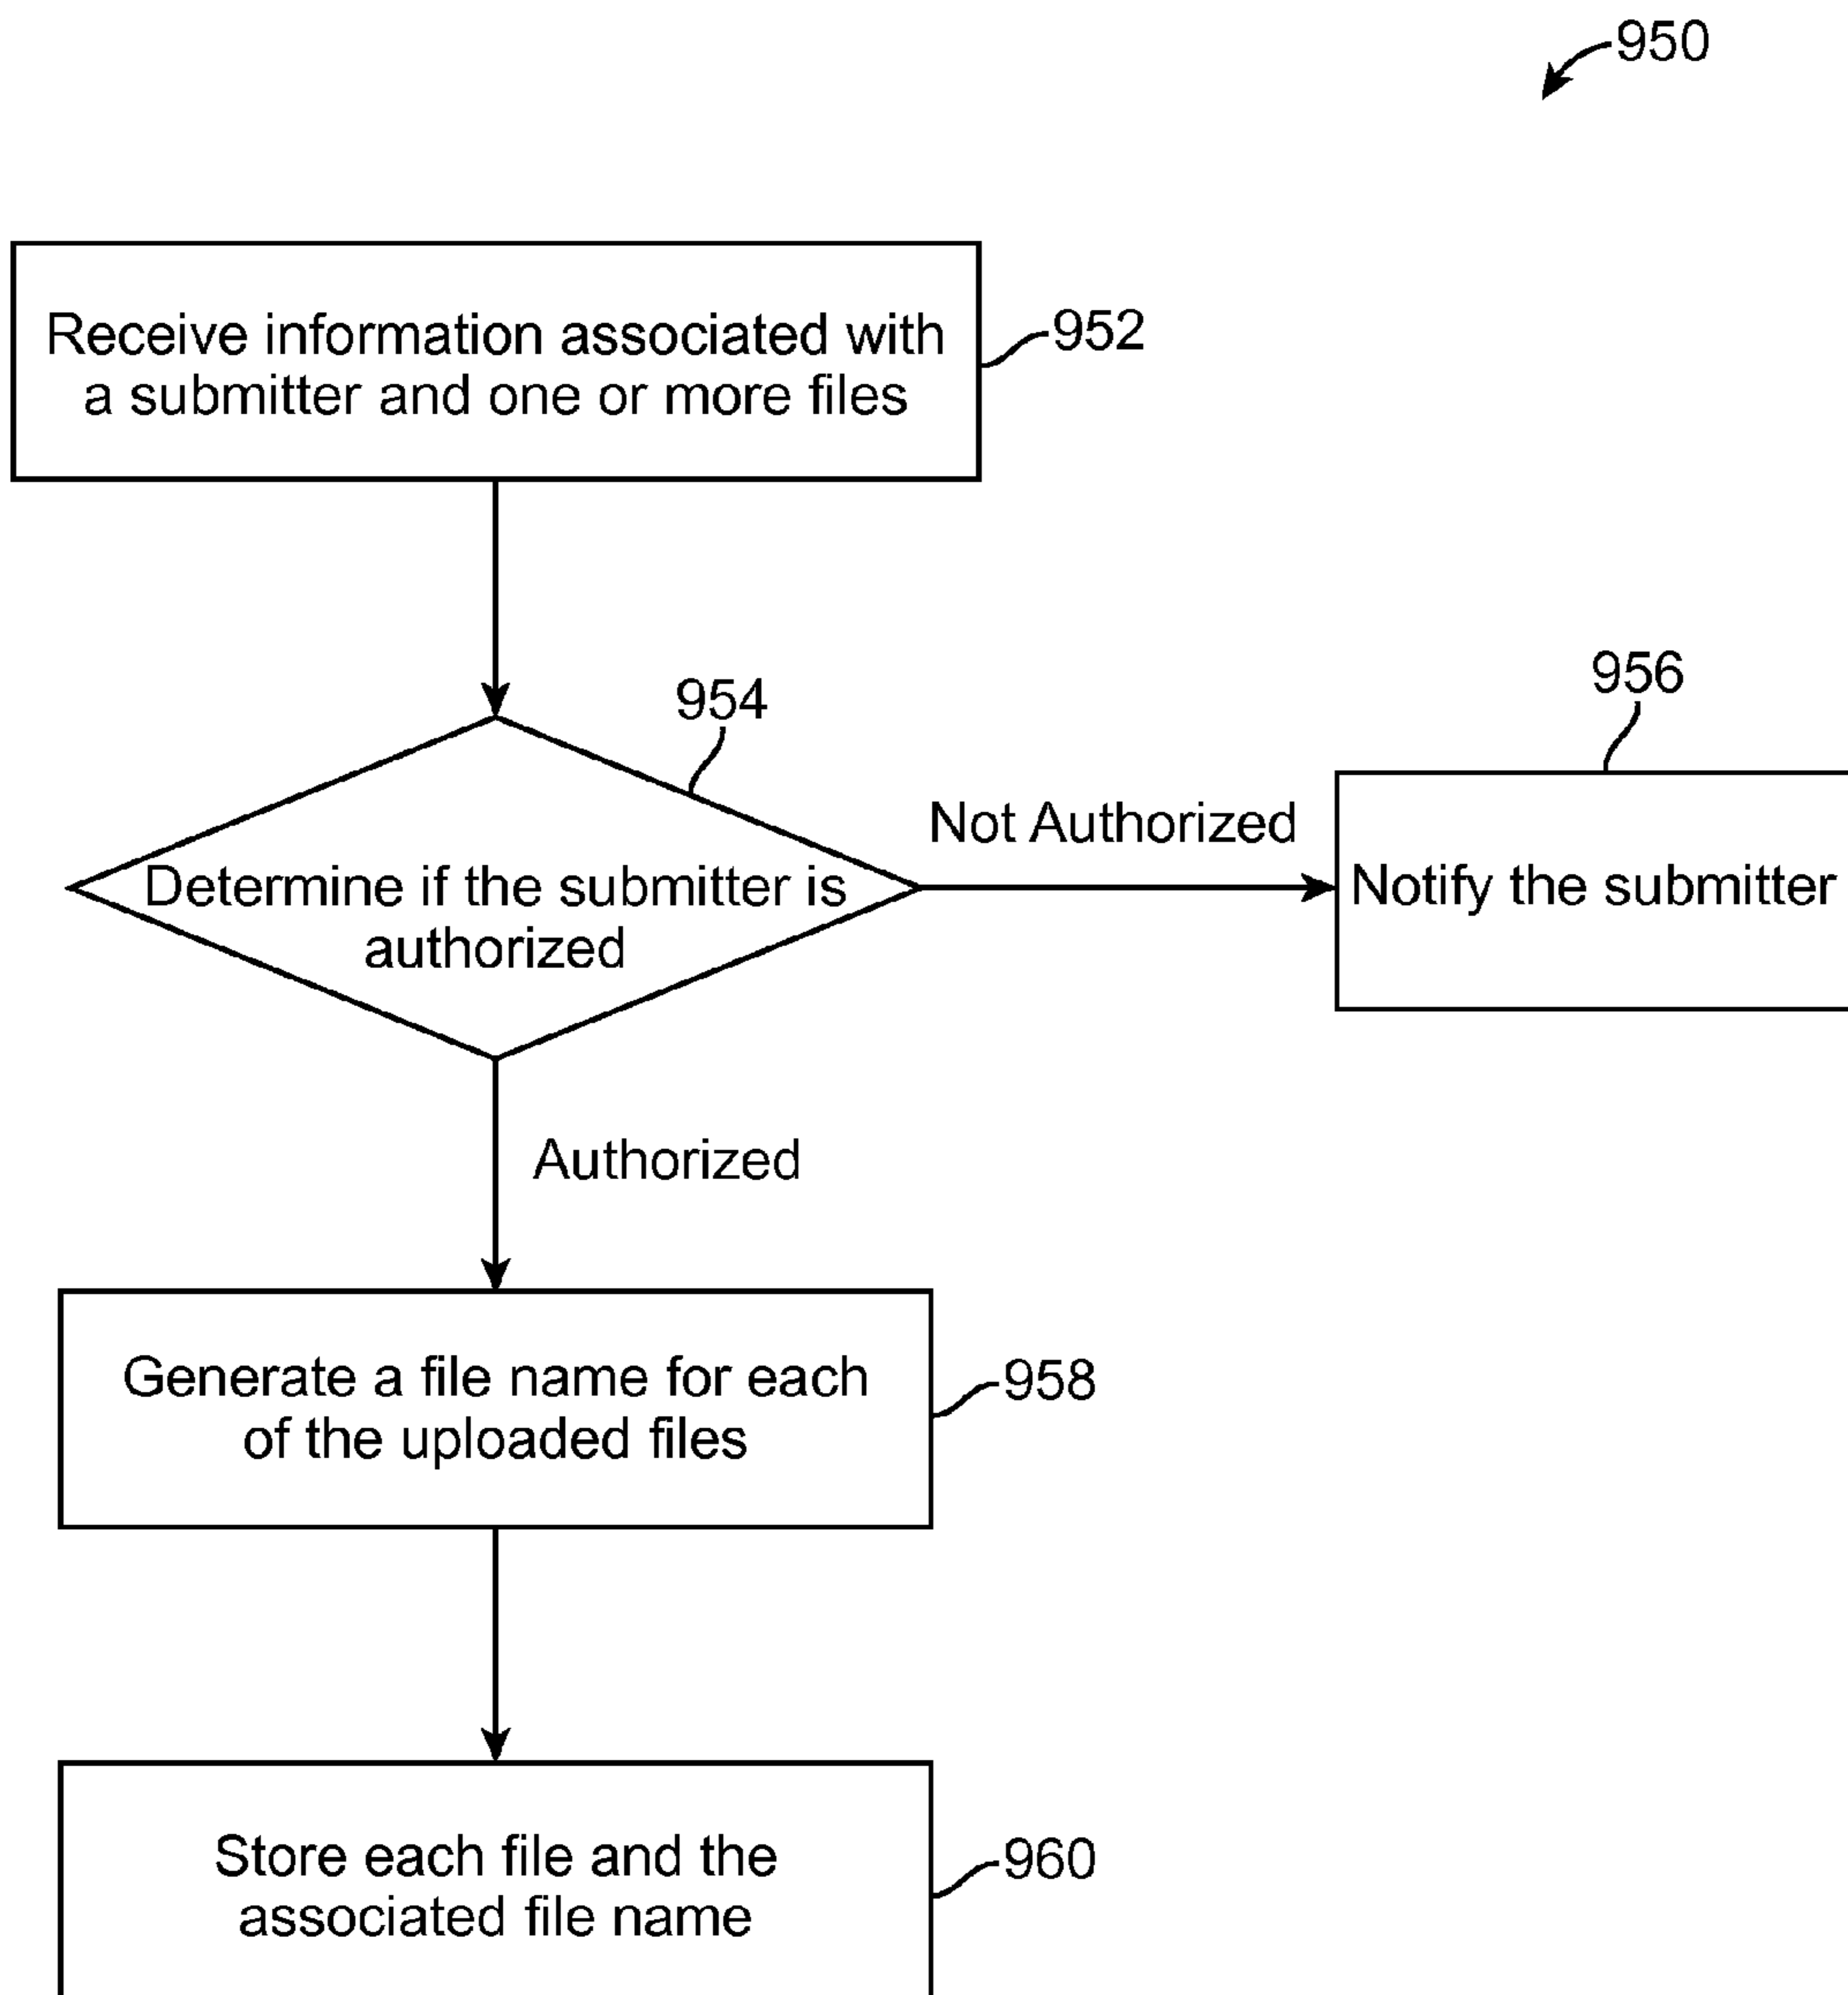 950
Receive information associated with
a submitter and one or more files
952
954
956
Not Authorized
Determine if the submitter is
authorized
Notify the submitter
Authorized
Generate a file name for each
of the uploaded files
958
Store each file and the
associated file name
960